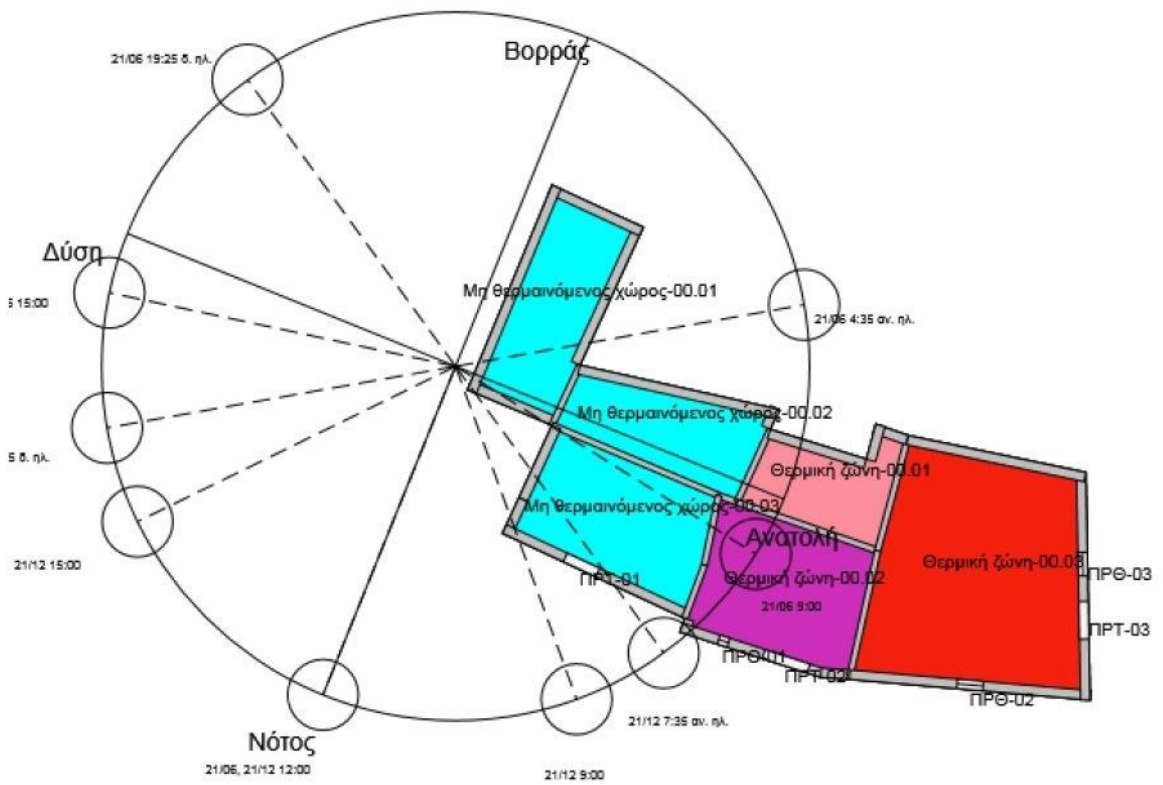 Βορράς
21/06 19:25 δ. ηλ.
Δύση
15:00
Μη θερμαινόμενος χώρος-00.01
21/06 4:35 αν. ηλ.
Μη θερμαινόμενος χώρος-00.02
δ. ηλ.
Θερμική ζώνη-00.01
Μη θερμαινόμενος χώρος-00.03
Ανατολή
21/12 15:00
ΠΡΤ-01
Θερμική ζώνη-00.02
Θερμική ζώνη-00.03
ΠΡΘ-03
21/06 9:00
ΠΡΤ-03
ΠΡΘ-01
ΠΡΤ-02
ΠΡΘ-02
21/12 7:35 αν. ηλ.
Νότος
21/06, 21/12 12:00
21/12 9:00